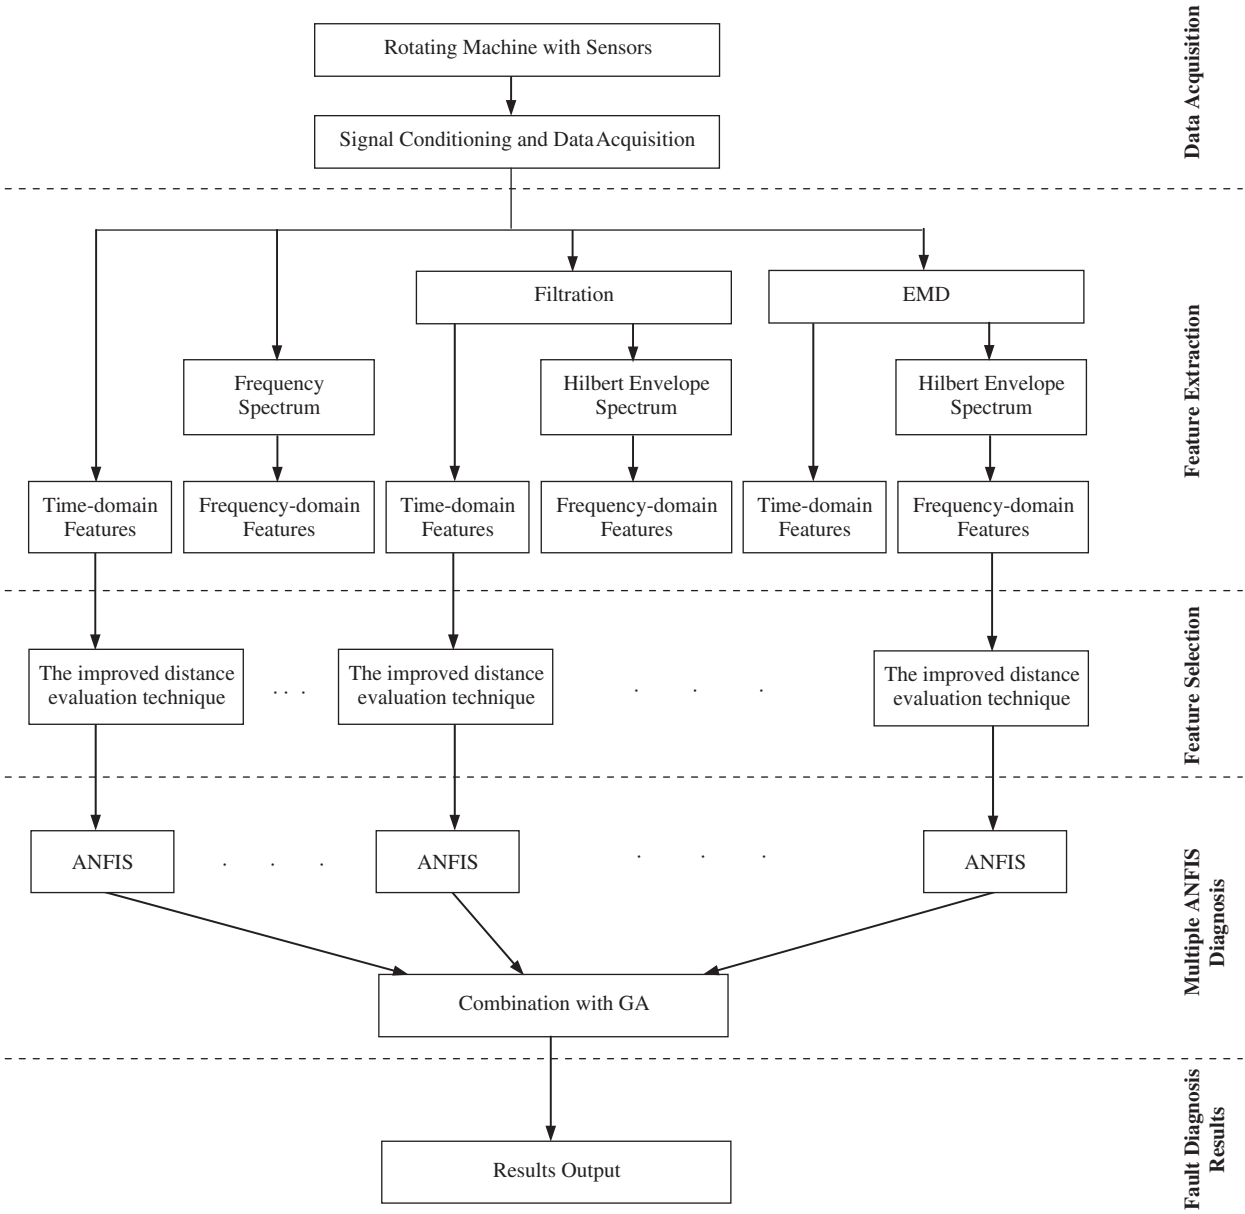 Rotating Machine with Sensors
Signal Conditioning and Data Acquisition
Data Acquisition
Filtration
EMD
Frequency
Spectrum
Hilbert Envelope
Spectrum
Hilbert Envelope
Spectrum
Time-domain
Features
Frequency-domain
Features
Time-domain
Features
Frequency-domain
Features
Time-domain
Features
Frequency-domain
Features
Feature Extraction
The improved distance
evaluation technique
. . .
The improved distance
evaluation technique
. . .
The improved distance
evaluation technique
Feature Selection
ANFIS
. . .
ANFIS
. . .
ANFIS
Combination with GA
Multiple ANFIS
Diagnosis
Results Output
Fault Diagnosis
Results